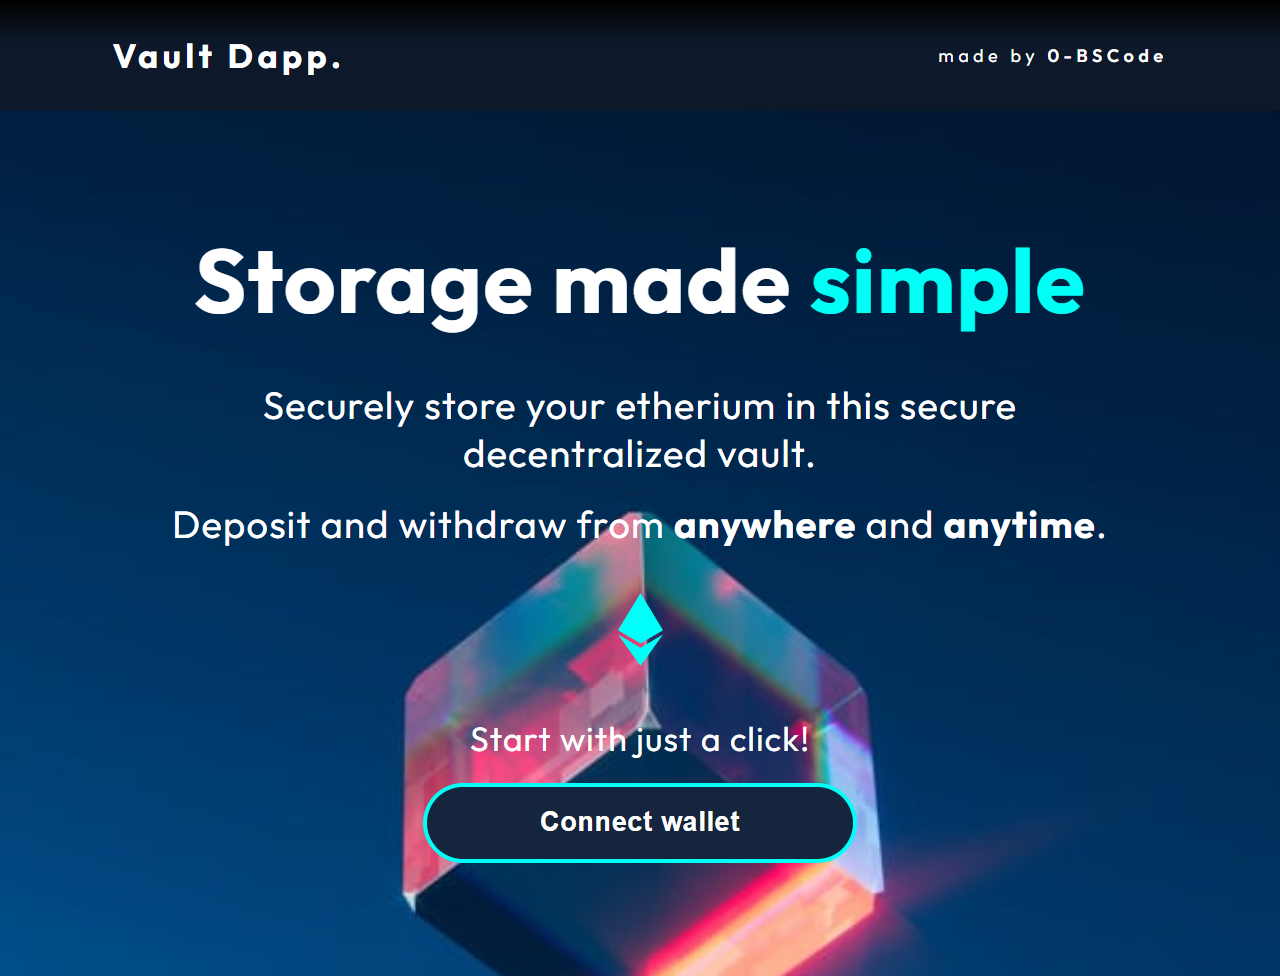 Vault Dapp.
made by 0-BSCode
Storage made simple
Securely store your etherium in this secure
decentralized vault.
Deposit and withdraw from anywhere and anytime.
Start with just a click!
Connect wallet